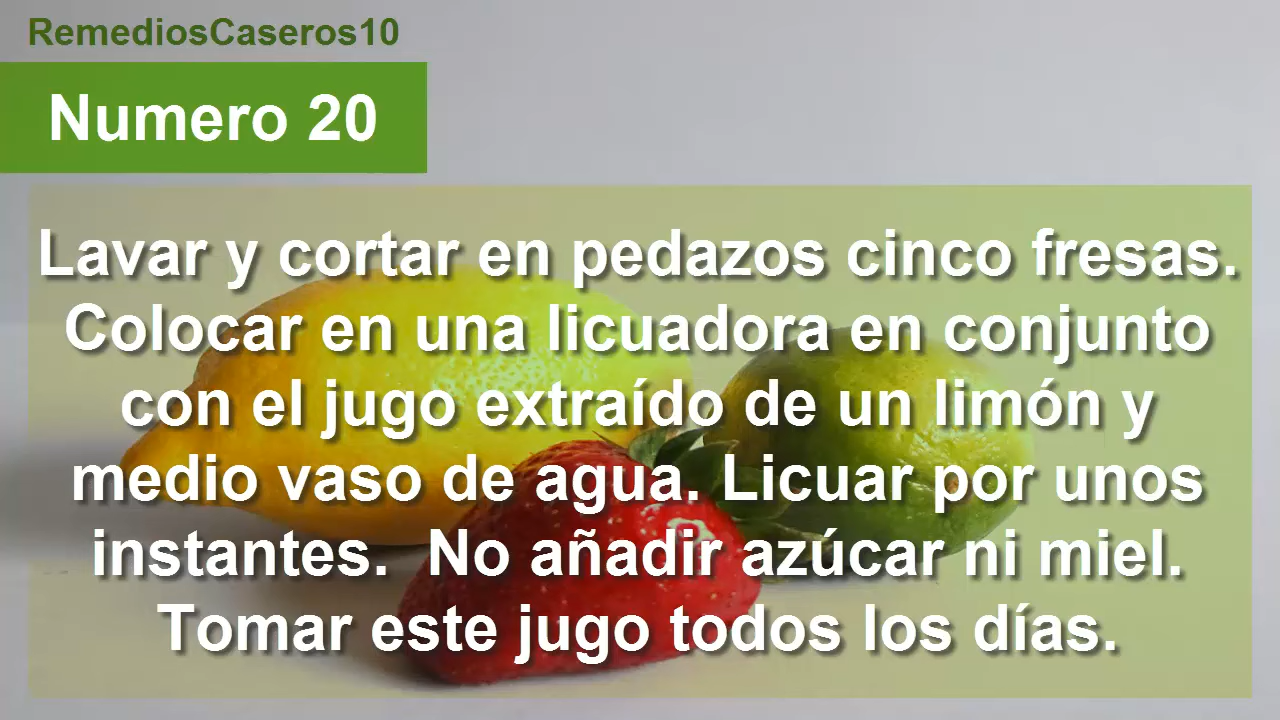 RemediosCaseros10
Numero 20
Lavar y cortar en pedazos cinco fresas.
Colocar en una licuadora en conjunto
con el jugo extraído de un limón y
medio vaso de agua. Licuar por unos
instantes.  No añadir azúcar ni miel.
Tomar este jugo todos los días.